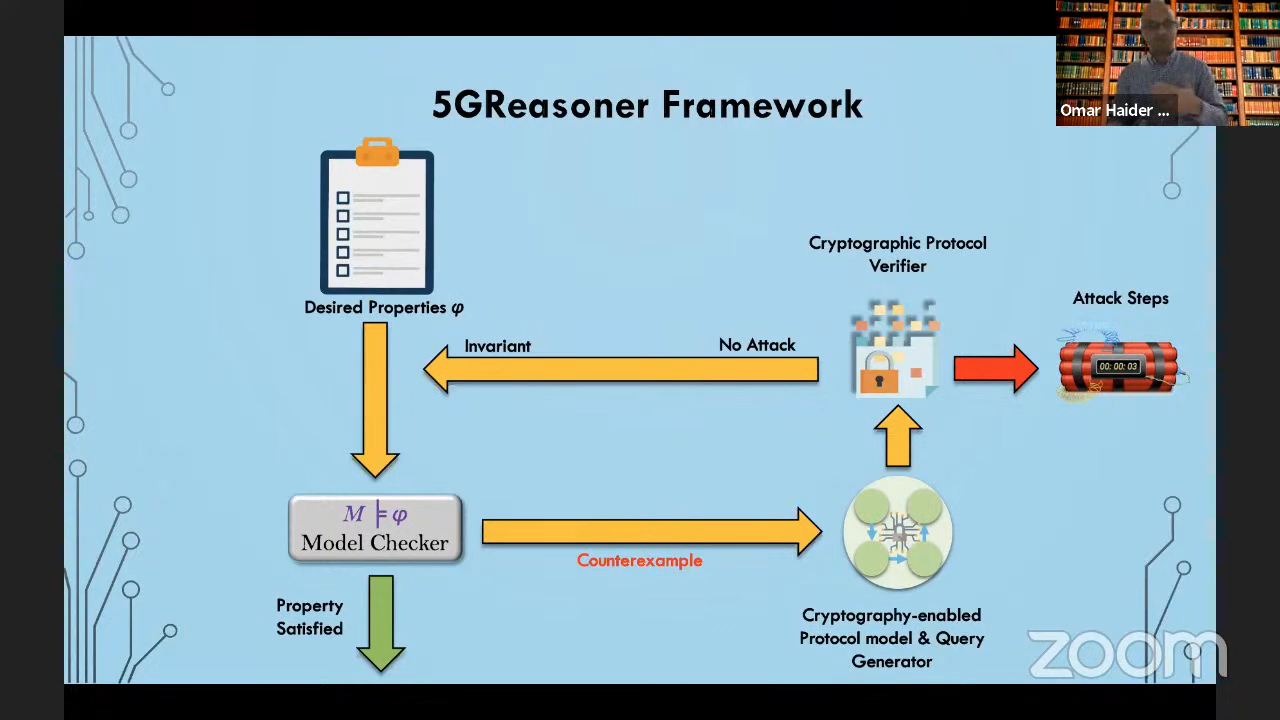 5GReasoner Framework
Omar Haider ...
Desired Properties φ
Cryptographic Protocol
Verifier
Attack Steps
Invariant
No Attack
00: 00: 03
M ⊨ φ
Model Checker
Counterexample
Property
Satisfied
Cryptography-enabled
Protocol model & Query
Generator
zoom